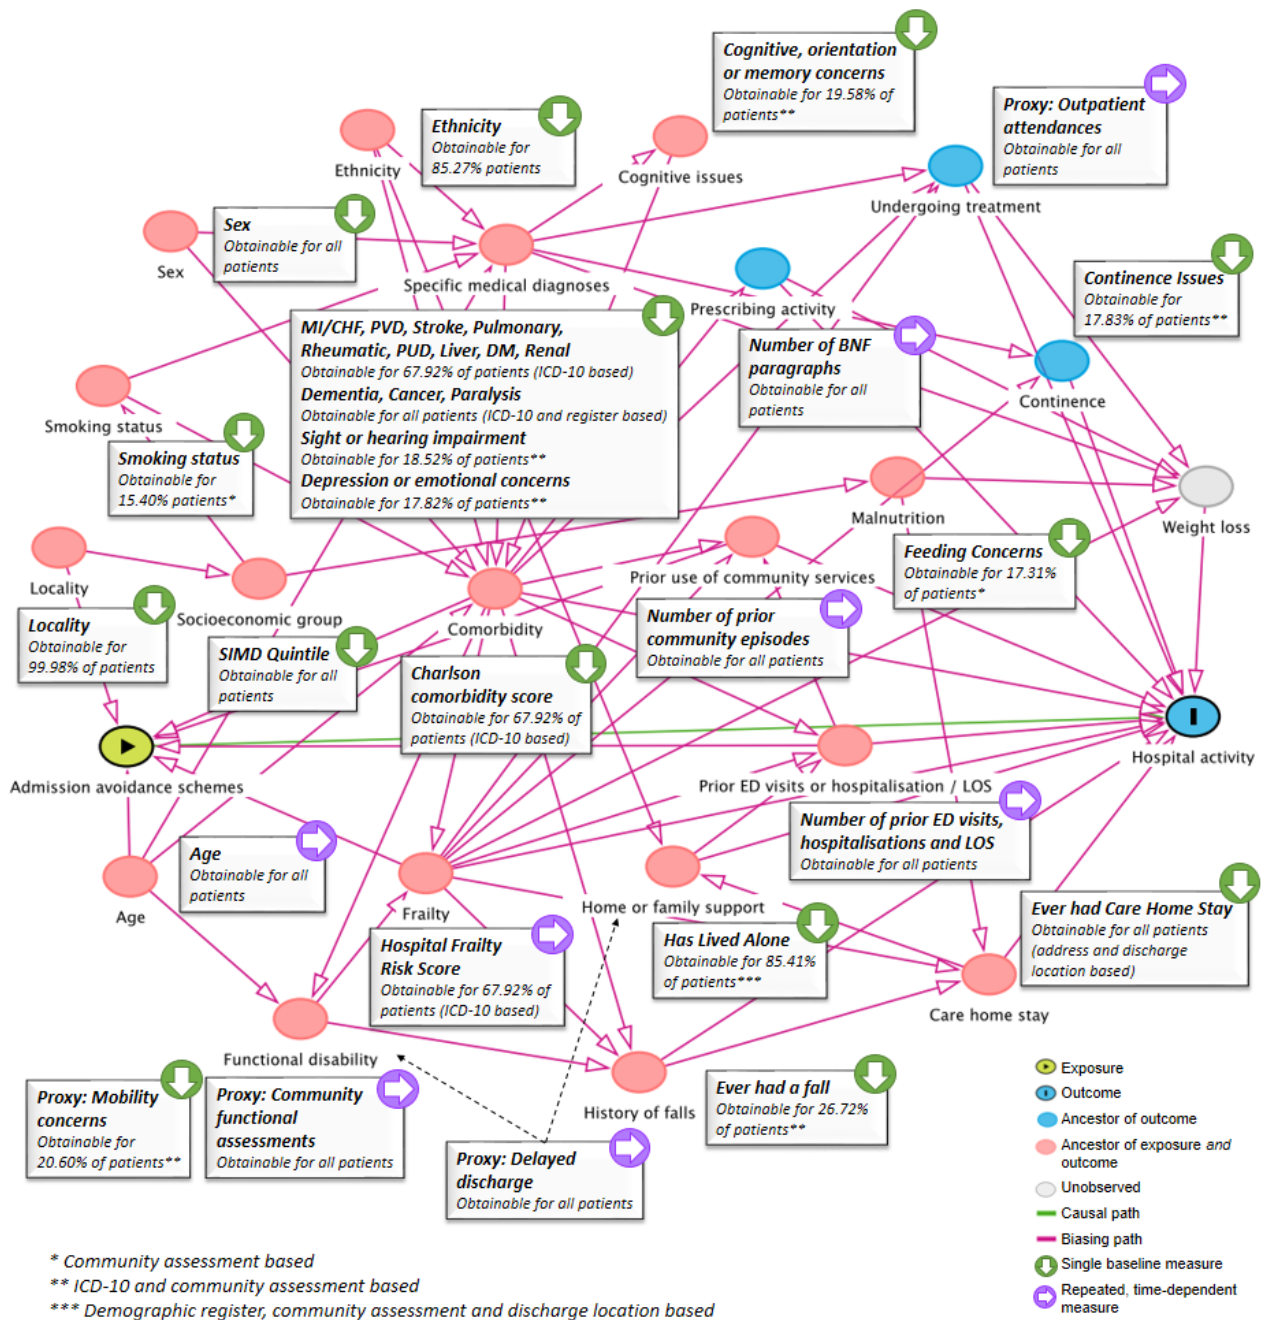 Cognitive, orientation
or memory concerns
Obtainable for 19.58% of
patients**
Proxy: Outpatient
attendances
Obtainable for all
patients
Ethnicity
Obtainable for
85.27% patients
Ethnicity
Cognitive issues
Undergoing treatment
Sex
Obtainable for all
patients
Sex
Specific medical diagnoses
Continence Issues
Obtainable for
17.83% of patients**
Prescribing activity
MI/CHF, PVD, Stroke, Pulmonary,
Rheumatic, PUD, Liver, DM, Renal
Obtainable for 67.92% of patients (ICD-10 based)
Dementia, Cancer, Paralysis
Obtainable for all patients (ICD-10 and register based)
Sight or hearing impairment
Obtainable for 18.52% of patients**
Depression or emotional concerns
Obtainable for 17.82% of patients**
Number of BNF
paragraphs
Obtainable for all
patients
Continence
Smoking status
Smoking status
Obtainable for
15.40% patients*
Malnutrition
Weight loss
Feeding Concerns
Obtainable for 17.31%
of patients*
Locality
Prior use of community services
Locality
Obtainable for
99.98% of patients
Socioeconomic group
Comorbidity
Number of prior
community episodes
Obtainable for all patients
SIMD Quintile
Obtainable for all
patients
Charlson
comorbidity score
Obtainable for 67.92% of
patients (ICD-10 based)
Hospital activity
Admission avoidance schemes
Prior ED visits or hospitalisation / LOS
Number of prior ED visits,
hospitalisations and LOS
Obtainable for all patients
Age
Obtainable for all
patients
Age
Frailty
Home or family support
Ever had Care Home Stay
Obtainable for all patients
(address and discharge
location based)
Hospital Frailty
Risk Score
Obtainable for 67.92% of
patients (ICD-10 based)
Has Lived Alone
Obtainable for 85.41%
of patients***
Care home stay
Functional disability
Proxy: Mobility
concerns
Obtainable for
20.60% of patients**
Proxy: Community
functional
assessments
Obtainable for all patients
History of falls
Ever had a fall
Obtainable for 26.72%
of patients**
Proxy: Delayed
discharge
Obtainable for all patients
Exposure
Outcome
Ancestor of outcome
Ancestor of exposure and
outcome
Unobserved
Causal path
Biasing path
Single baseline measure
Repeated, time-dependent
measure
* Community assessment based
** ICD-10 and community assessment based
*** Demographic register, community assessment and discharge location based